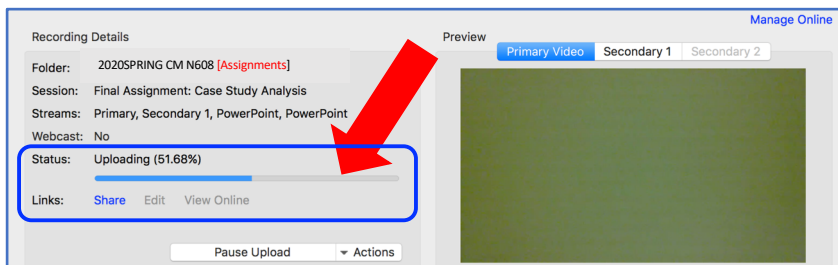 Manage Online
Recording Details
Folder: 2020SPRING CM N608 [Assignments]
Session: Final Assignment: Case Study Analysis
Streams: Primary, Secondary 1, PowerPoint, PowerPoint
Webcast: No
Status: Uploading (51.68%)
Links: Share Edit View Online
Pause Upload Actions
Preview
Primary Video Secondary 1 Secondary 2